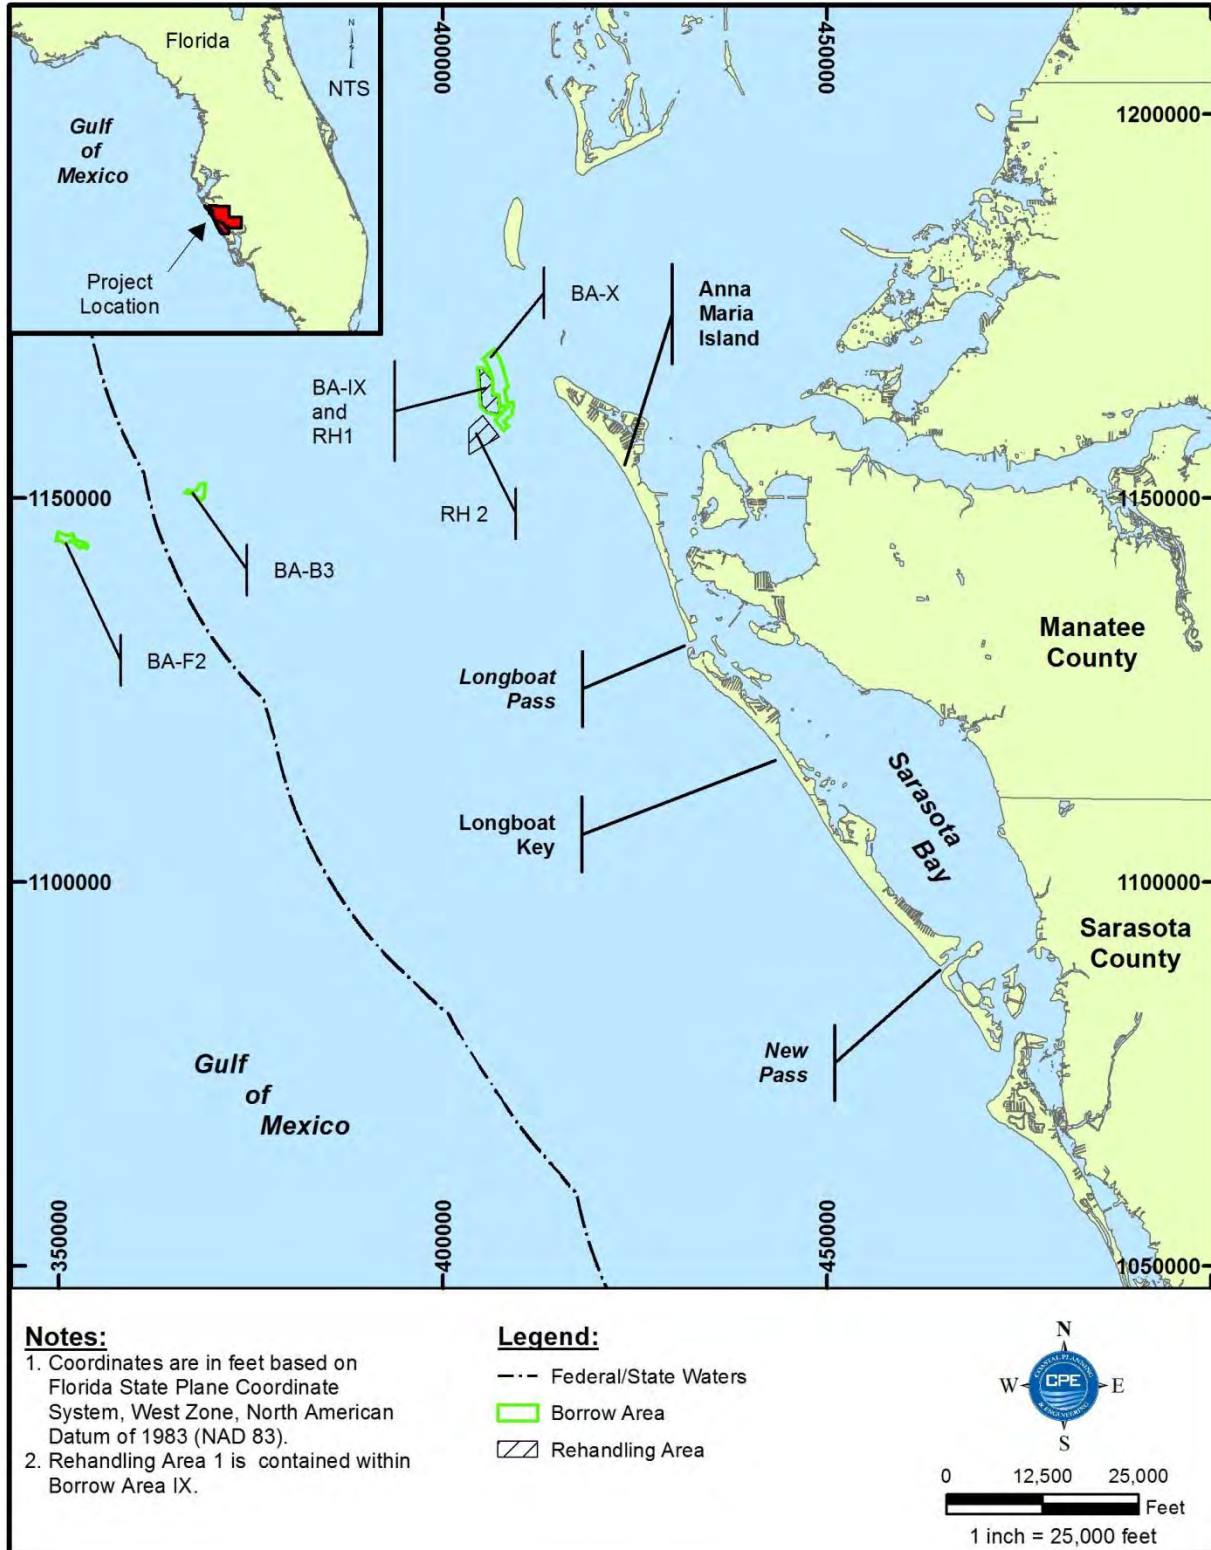 Florida
N
NTS
Gulf
of
Mexico
Project
Location
400000
450000
1200000
BA-X
Anna
Maria
Island
BA-IX
and
RH1
RH 2
1150000
1150000
BA-B3
BA-F2
Manatee
County
Longboat
Pass
Sarasota
Bay
Longboat
Key
1100000
1100000
Sarasota
County
New
Pass
Gulf
of
Mexico
350000
400000
450000
1050000
Notes:
1. Coordinates are in feet based on
Florida State Plane Coordinate
System, West Zone, North American
Datum of 1983 (NAD 83).
2. Rehandling Area 1 is contained within
Borrow Area IX.
Legend:
Federal/State Waters
Borrow Area
Rehandling Area
N
W
E
S
COASTAL PLANNING
CPE
& ENGINEERING
0 12,500 25,000
Feet
1 inch = 25,000 feet